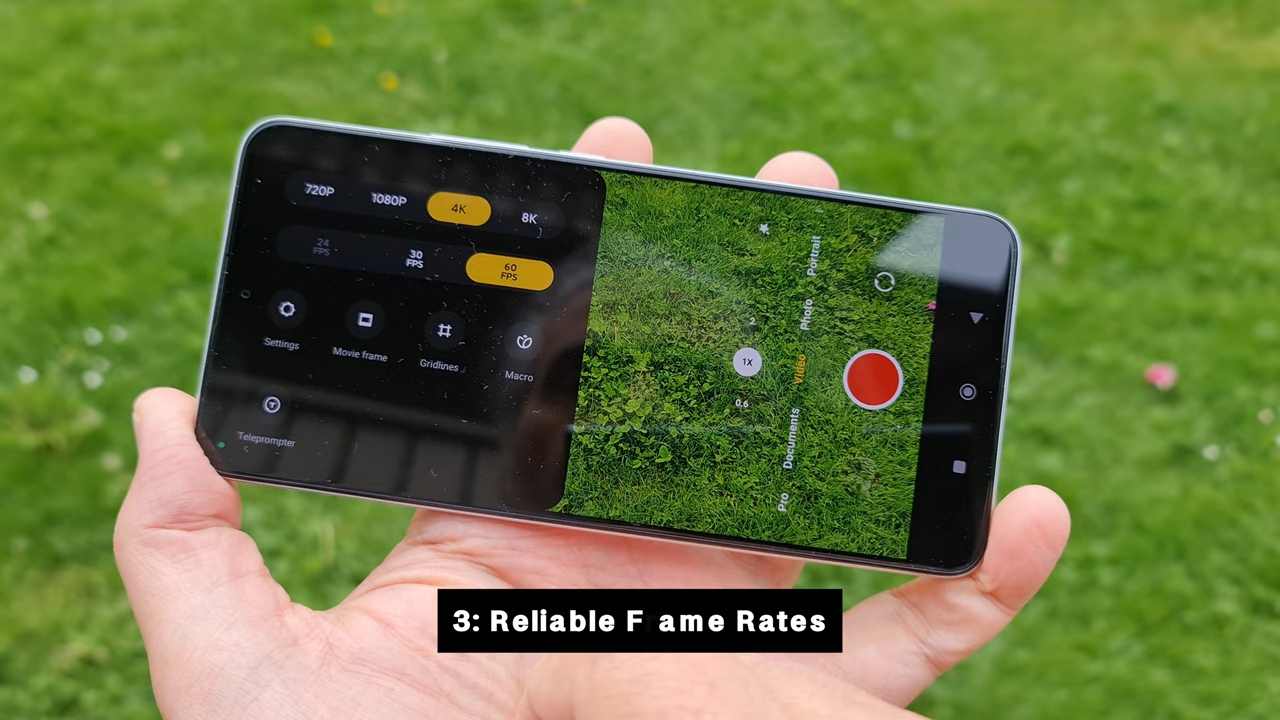 720P 1080P 4K 8K
24 FPS 30 FPS 60 FPS
Settings Movie frame Gridlines Macro
Teleprompter
2
1X
0.6
Portrait
Photo
Video
Documents
Pro
3: Reliable F ame Rates